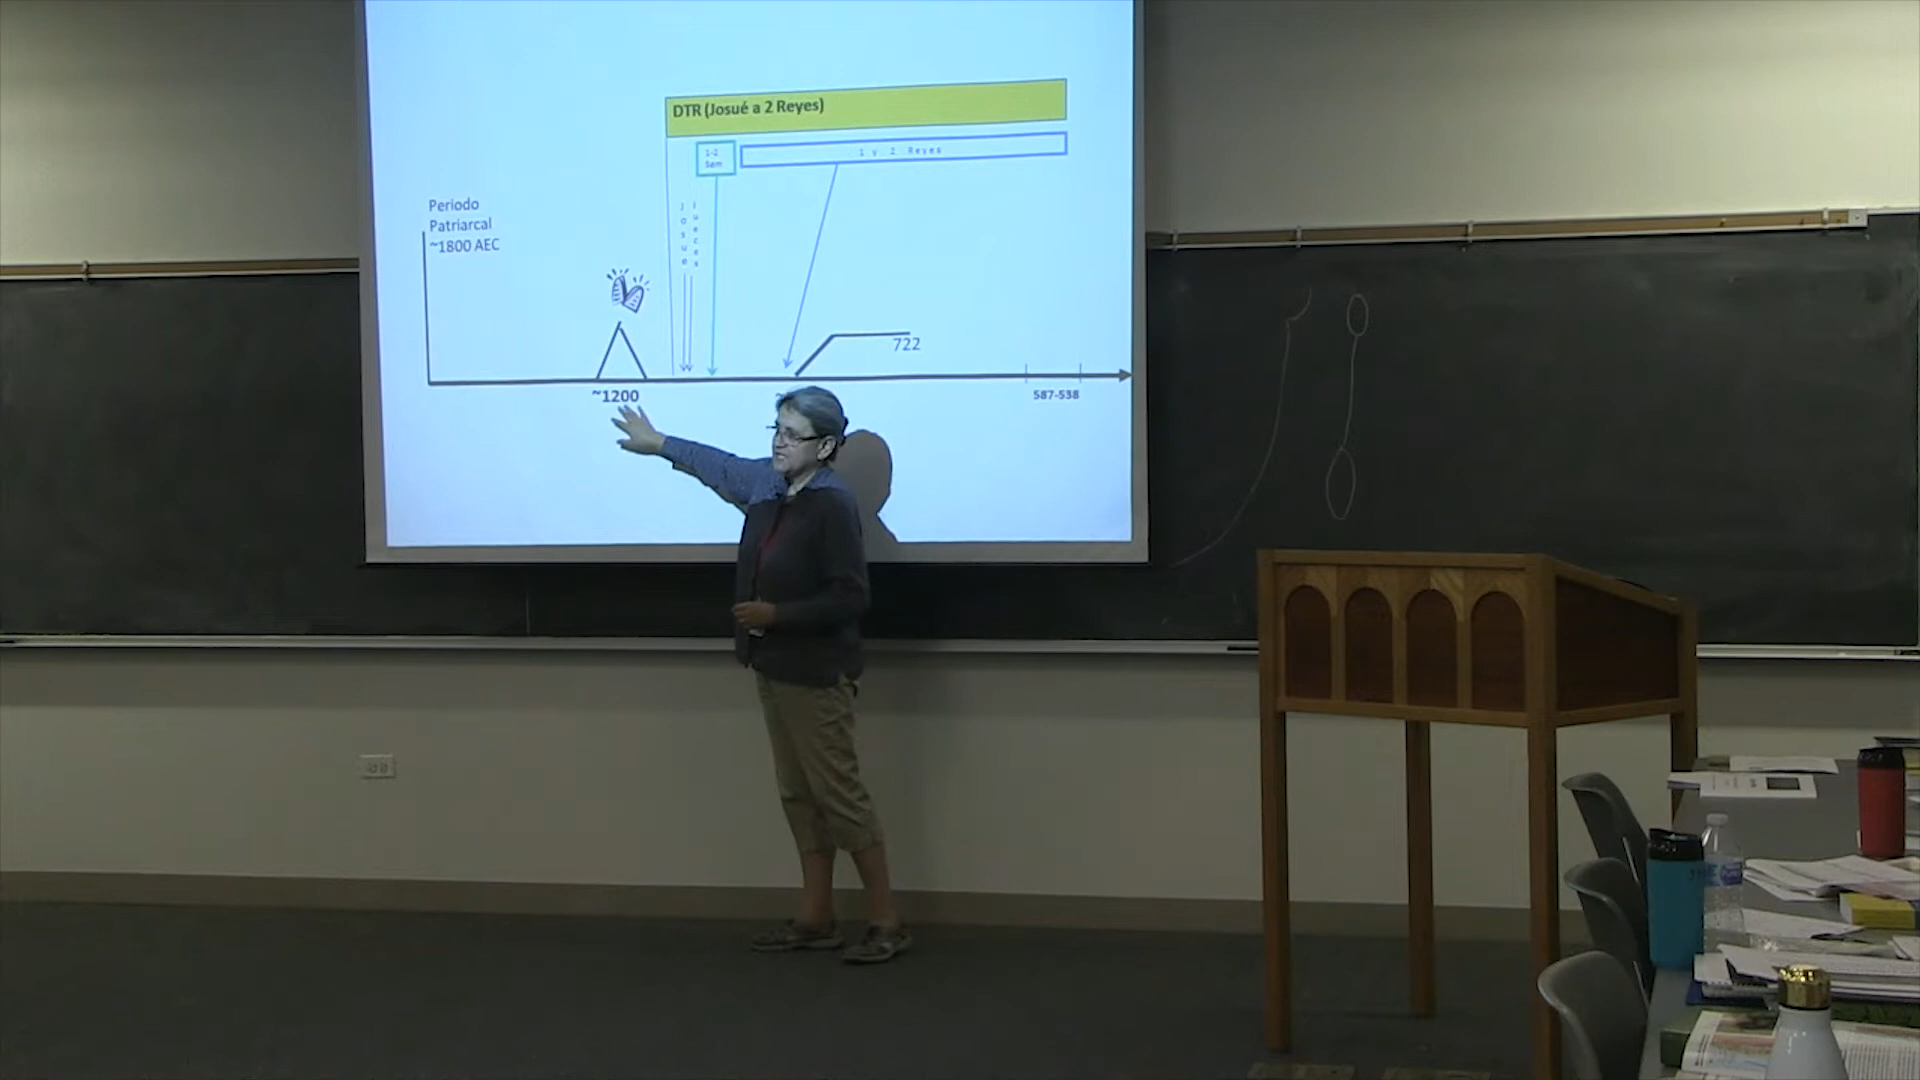 DTR (Josué a 2 Reyes)
1-2
Sam
1 y 2 Reyes
Periodo
Patriarcal
~1800 AEC
Josue
Jueces
722
~1200
587-538